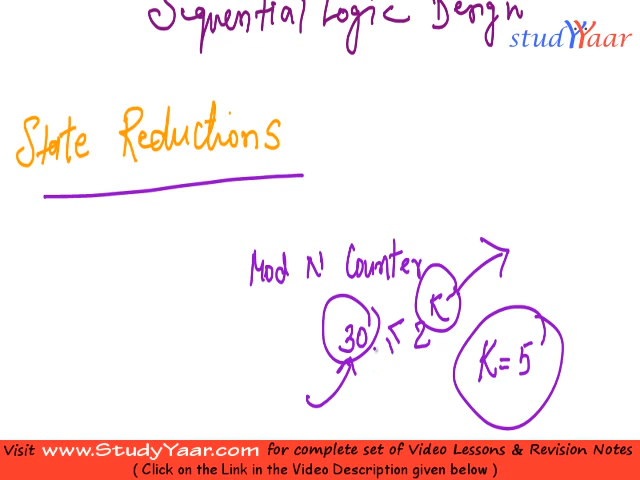 Sequential Logic Design
studYYaar
State Reductions
Mod N Counter
30 ≤ 2^K
K = 5
Visit www.StudyYaar.com for complete set of Video Lessons & Revision Notes
( Click on the Link in the Video Description given below )